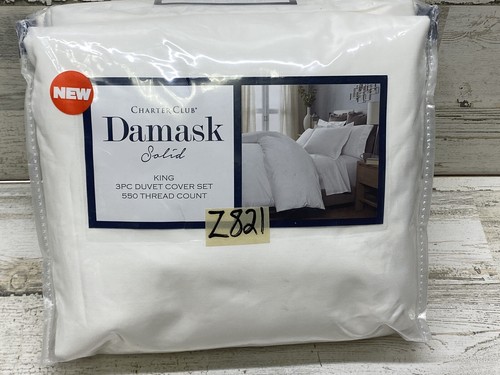 NEW
CHARTER CLUB®
Damask
Solid
KING
3PC DUVET COVER SET
550 THREAD COUNT
Z821